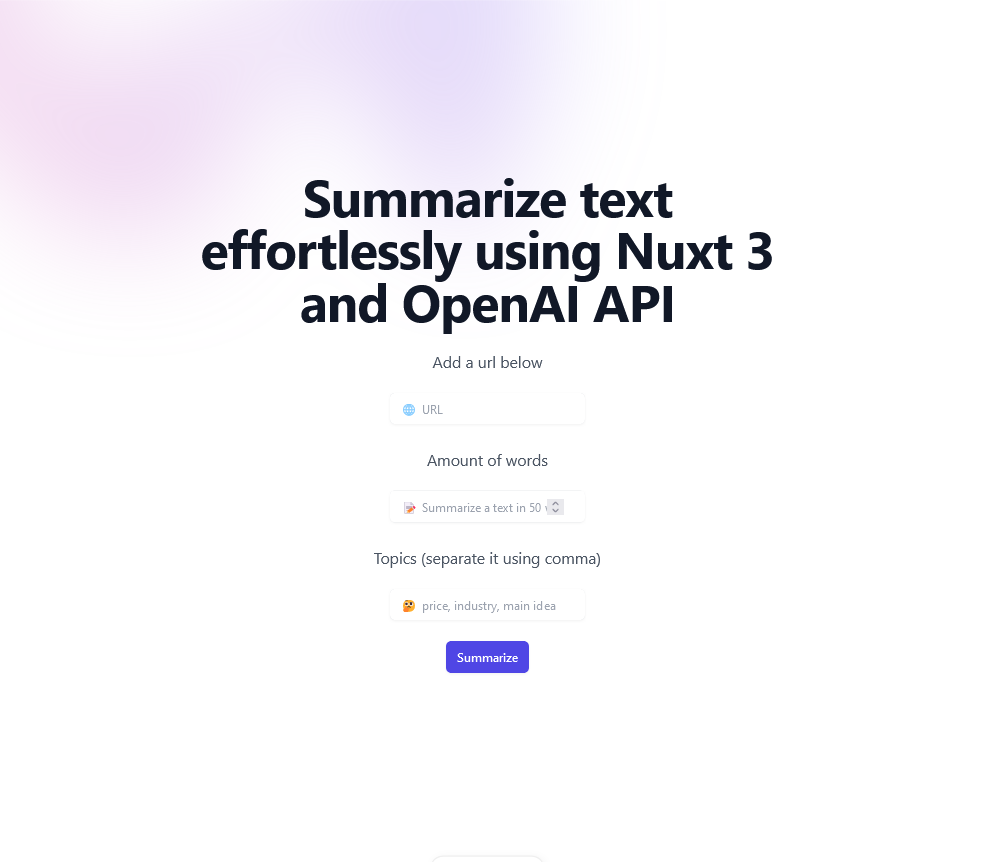 Summarize text
effortlessly using Nuxt 3
and OpenAI API
Add a url below
🌐 URL
Amount of words
📝 Summarize a text in 50
Topics (separate it using comma)
🤔 price, industry, main idea
Summarize